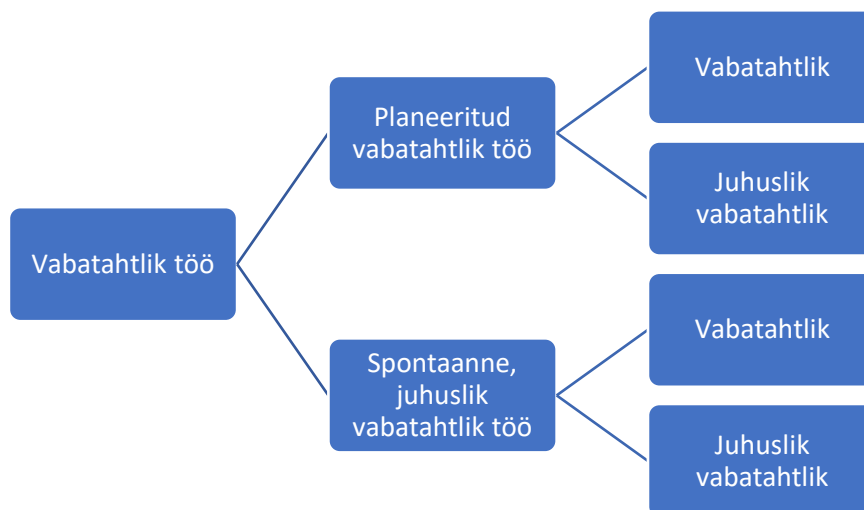 Vabatahtlik töö
Planeeritud
vabatahtlik töö
Vabatahtlik
Juhuslik
vabatahtlik
Spontaanne,
juhuslik
vabatahtlik töö
Vabatahtlik
Juhuslik
vabatahtlik